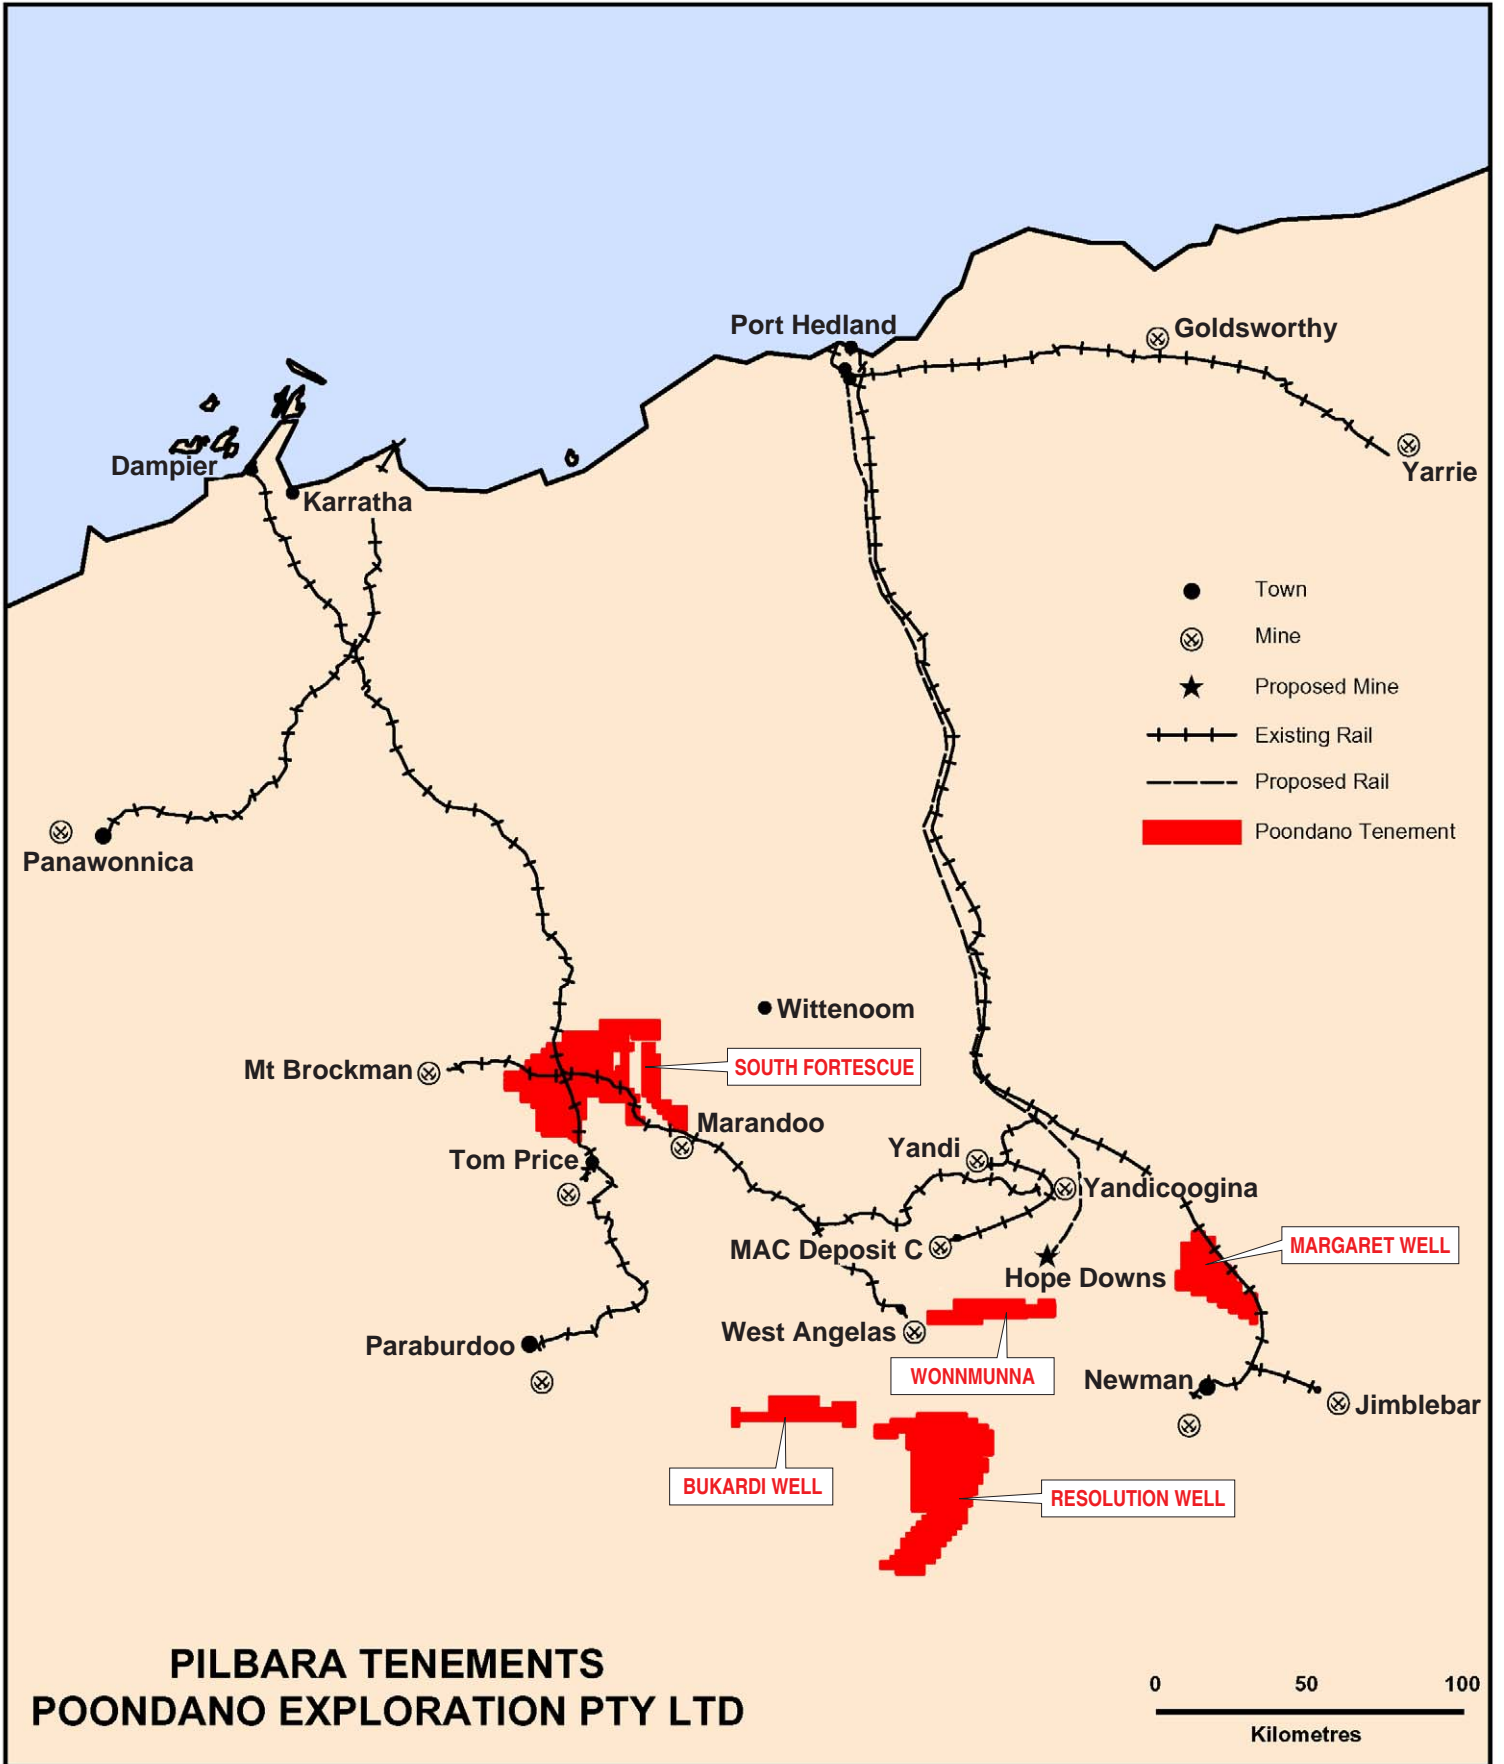 Port Hedland
Goldsworthy
Dampier
Karratha
Yarrie
Town
Mine
Proposed Mine
Existing Rail
Proposed Rail
Poondano Tenement
Panawonnica
Wittenoom
Mt Brockman
SOUTH FORTESCUE
Marandoo
Tom Price
Yandi
Yandicoogina
MAC Deposit C
MARGARET WELL
Hope Downs
West Angelas
Paraburdoo
WONNMUNNA
Newman
Jimblebar
BUKARDI WELL
RESOLUTION WELL
PILBARA TENEMENTS
POONDANO EXPLORATION PTY LTD
0 50 100
Kilometres